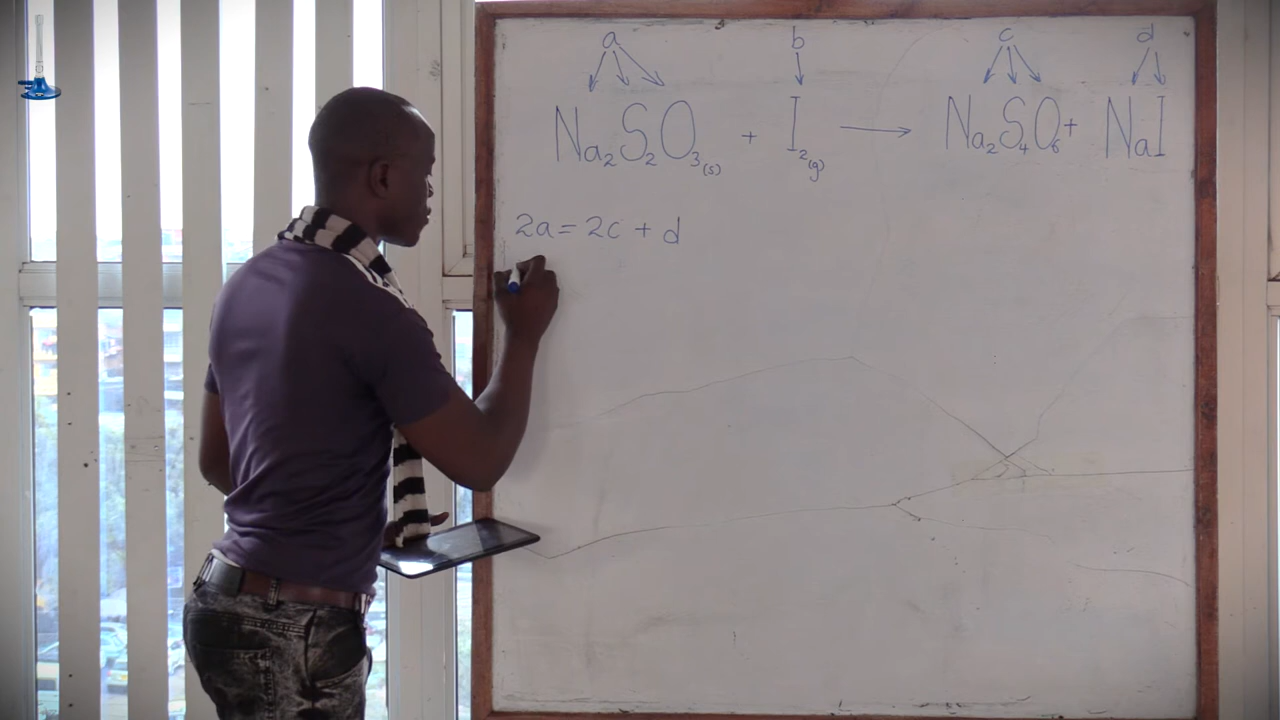 a b c d
Na₂S₂O₃(s) + I₂(g) → Na₂S₄O₆ + NaI
2a = 2c + d